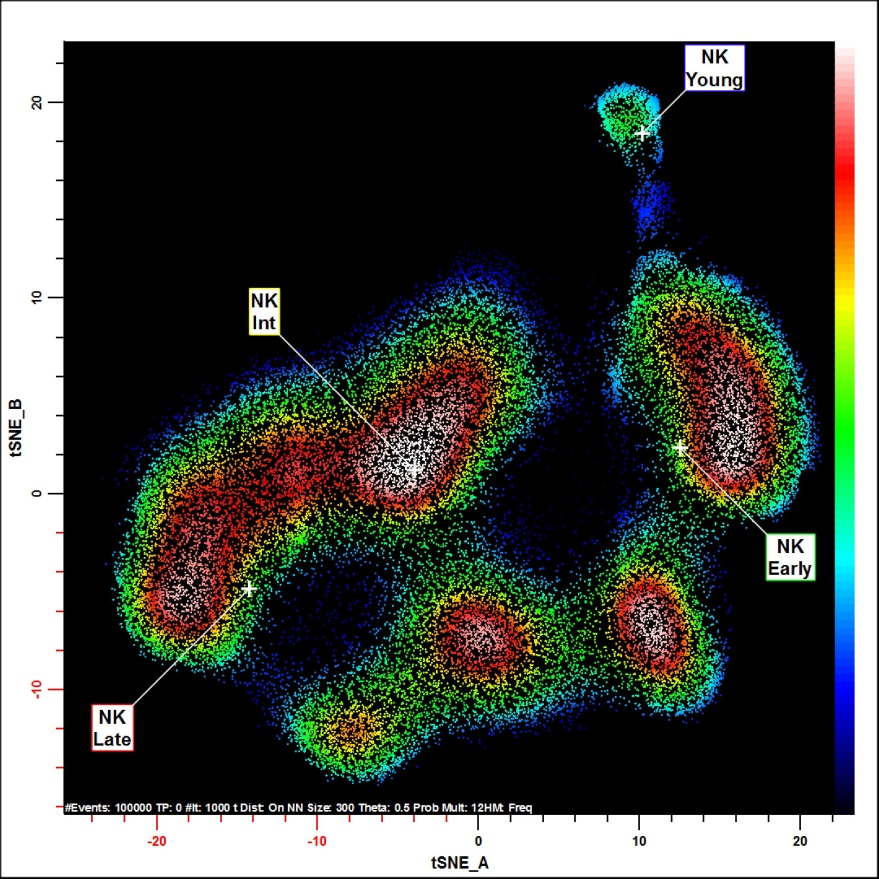 NK
Young
20
10
0
-10
NK
Int
NK
Early
NK
Late
tSNE_B
#Events: 100000 TP: 0 #It: 1000 t Dist: On NN Size: 300 Theta: 0.5 Prob Mult: 12HM: Freq
-20
-10
0
10
20
tSNE_A